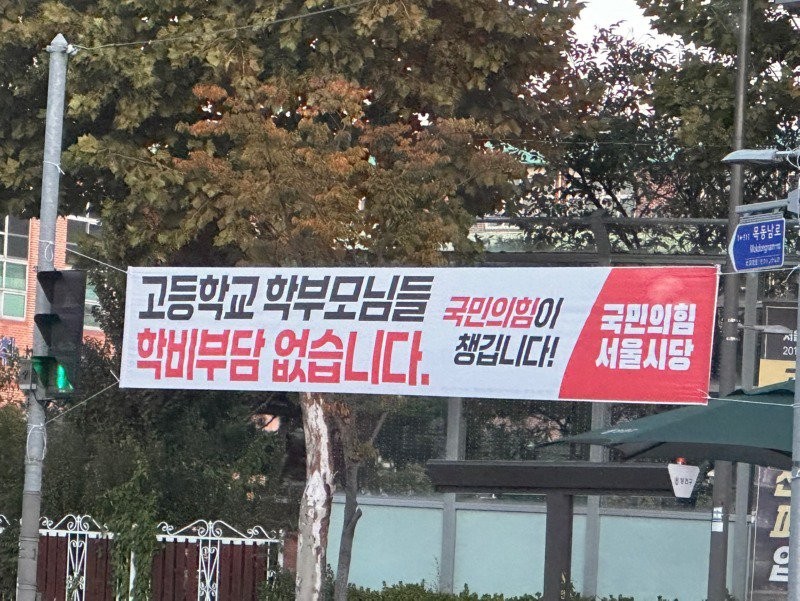 고등학교 학부모님들
학비부담 없습니다.
국민의힘이
챙깁니다!
국민의힘
서울시당
목동남로
Mokdongnam-ro